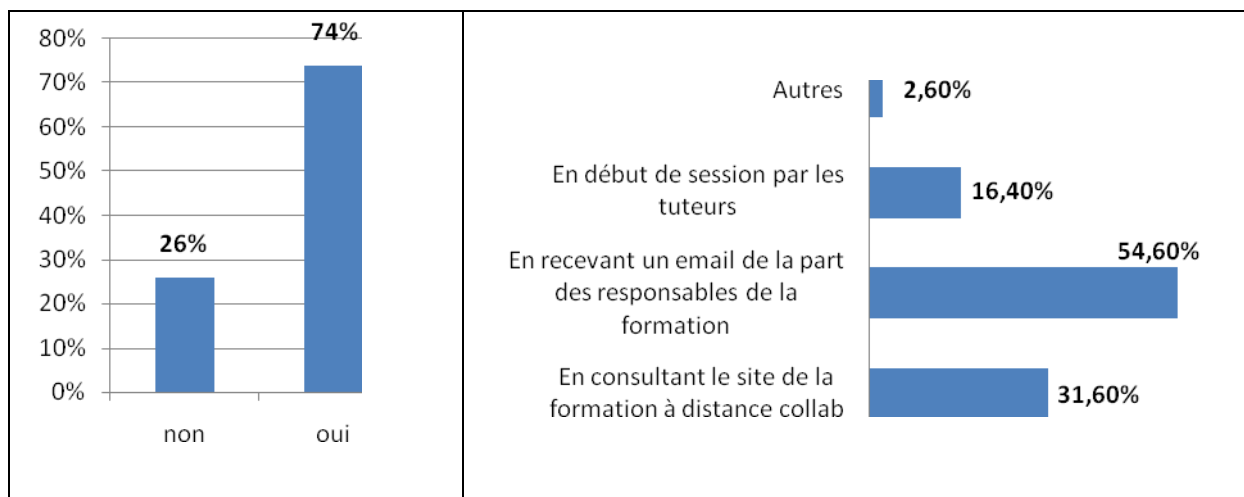 80%
74%
70%
60%
50%
40%
30%
26%
20%
10%
0%
non oui
Autres
2,60%
En début de session par les
tuteurs
16,40%
En recevant un email de la part
des responsables de la
formation
54,60%
En consultant le site de la
formation à distance collab
31,60%